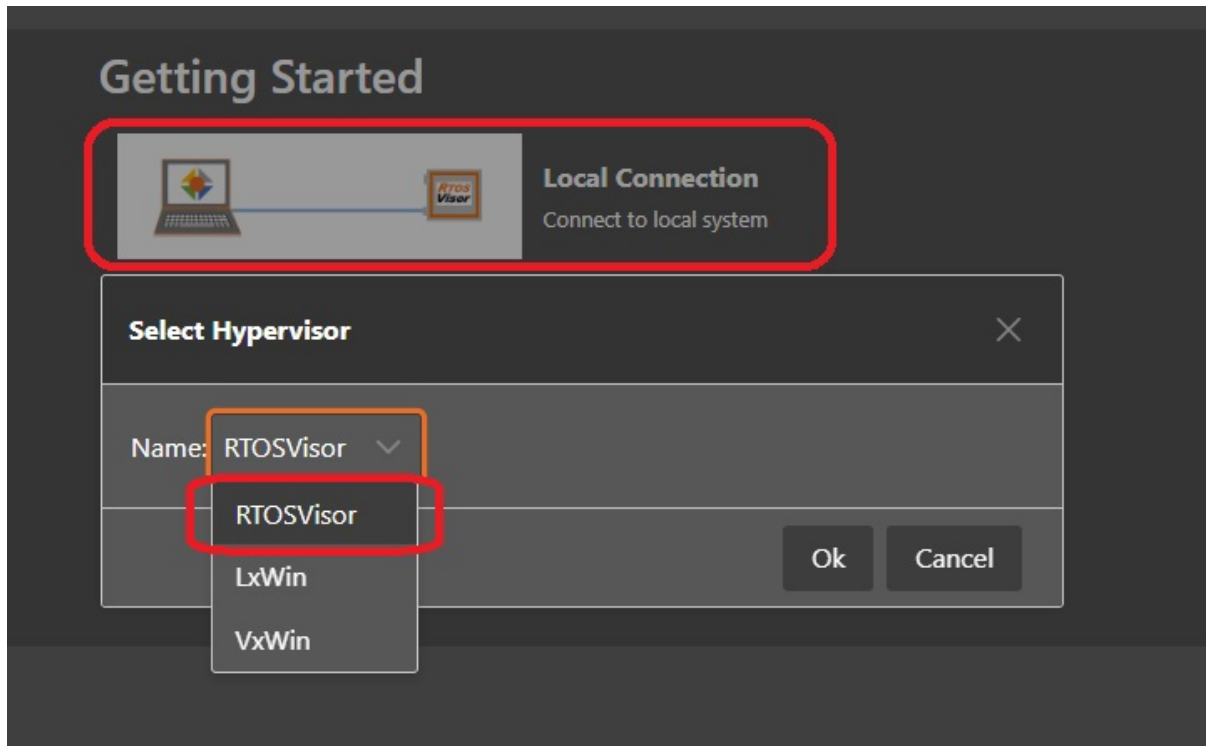 Getting Started
RTOS
Visor
Local Connection
Connect to local system
Select Hypervisor
Name: RTOSVisor
RTOSVisor
LxWin
VxWin
Ok Cancel